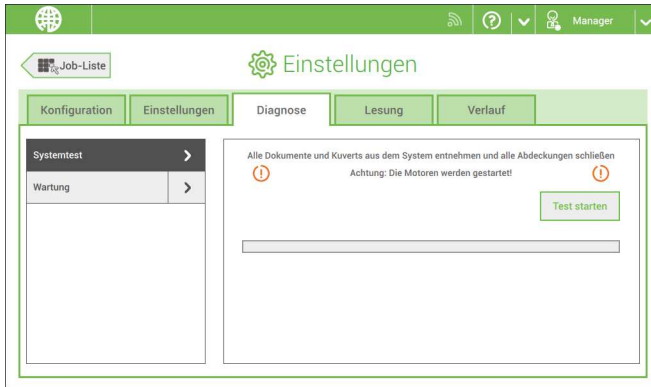 Manager
Job-Liste
Einstellungen
Konfiguration
Einstellungen
Diagnose
Lesung
Verlauf
Systemtest
Wartung
Alle Dokumente und Kuverts aus dem System entnehmen und alle Abdeckungen schließen
Achtung: Die Motoren werden gestartet!
Test starten